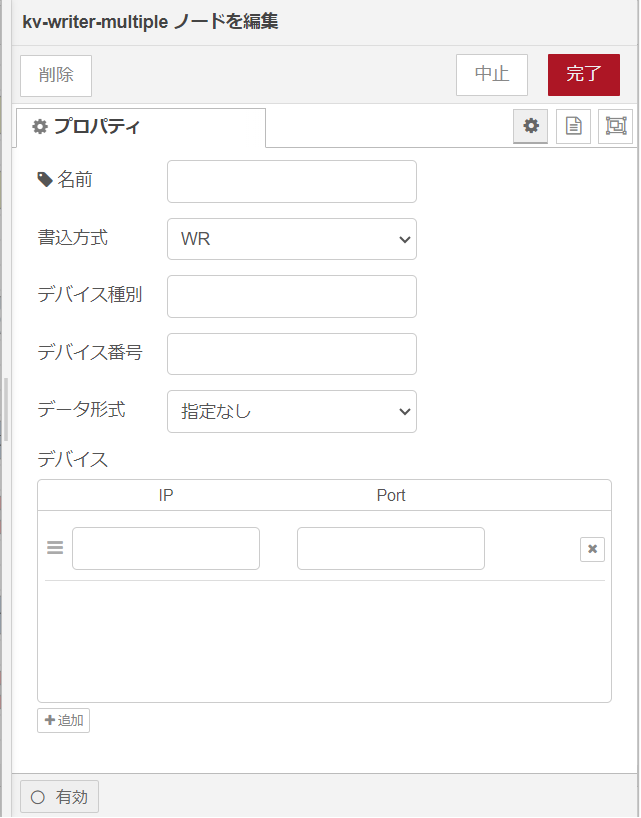 kv-writer-multiple ノードを編集
削除 中止 完了
プロパティ
名前
書込方式 WR
デバイス種別
デバイス番号
データ形式 指定なし
デバイス
IP Port
追加
有効